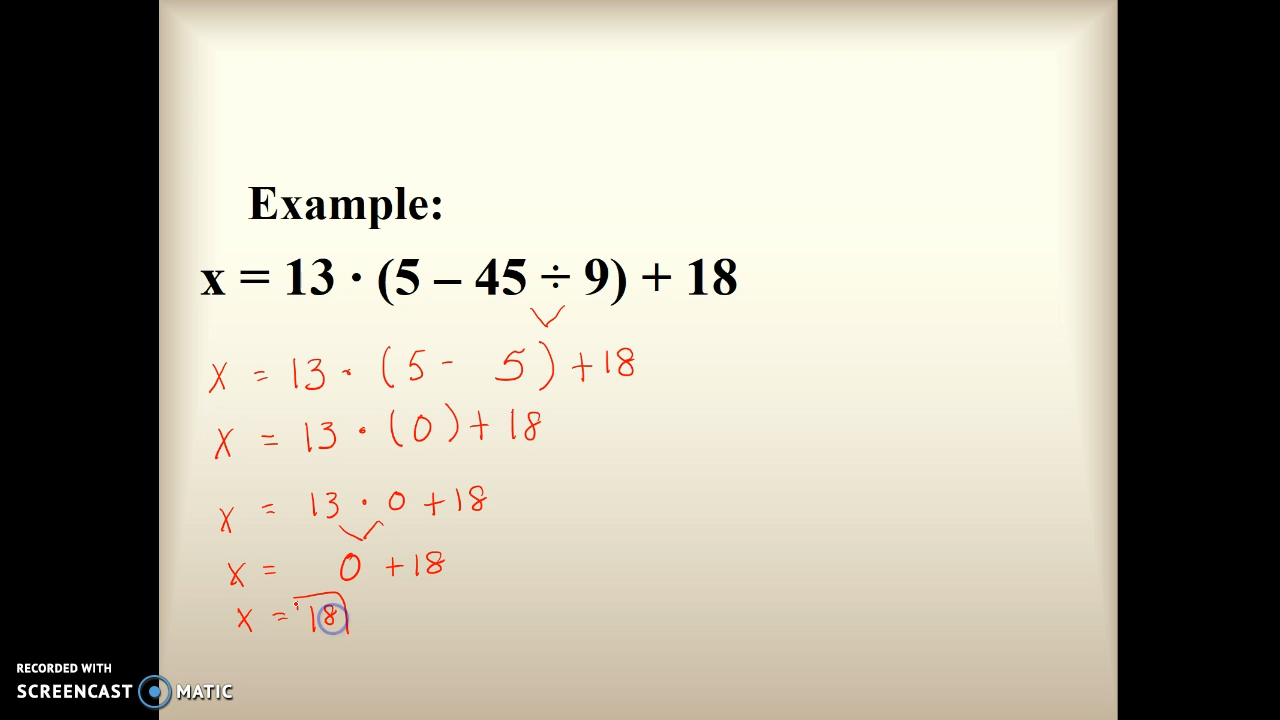 Example:
x = 13 · (5 – 45 ÷ 9) + 18
x = 13 · (5 - 5) + 18
x = 13 · (0) + 18
x = 13 · 0 + 18
x = 0 + 18
x = 18
RECORDED WITH
SCREENCAST MATIC